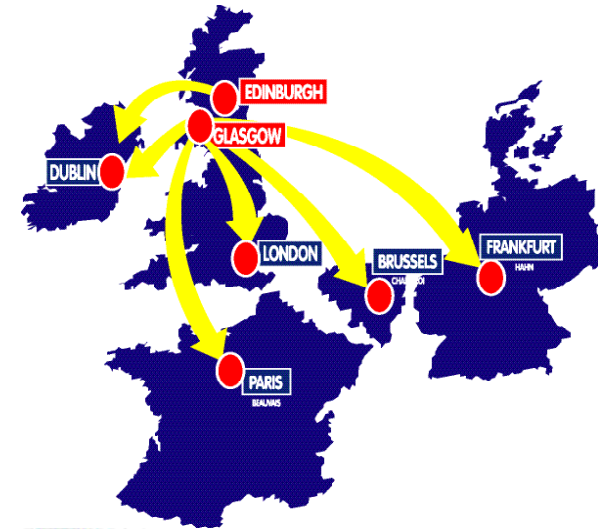 EDINBURGH
GLASGOW
DUBLIN
LONDON
BRUSSELS
FRANKFURT
HAHN
PARIS
BEAUVAIS